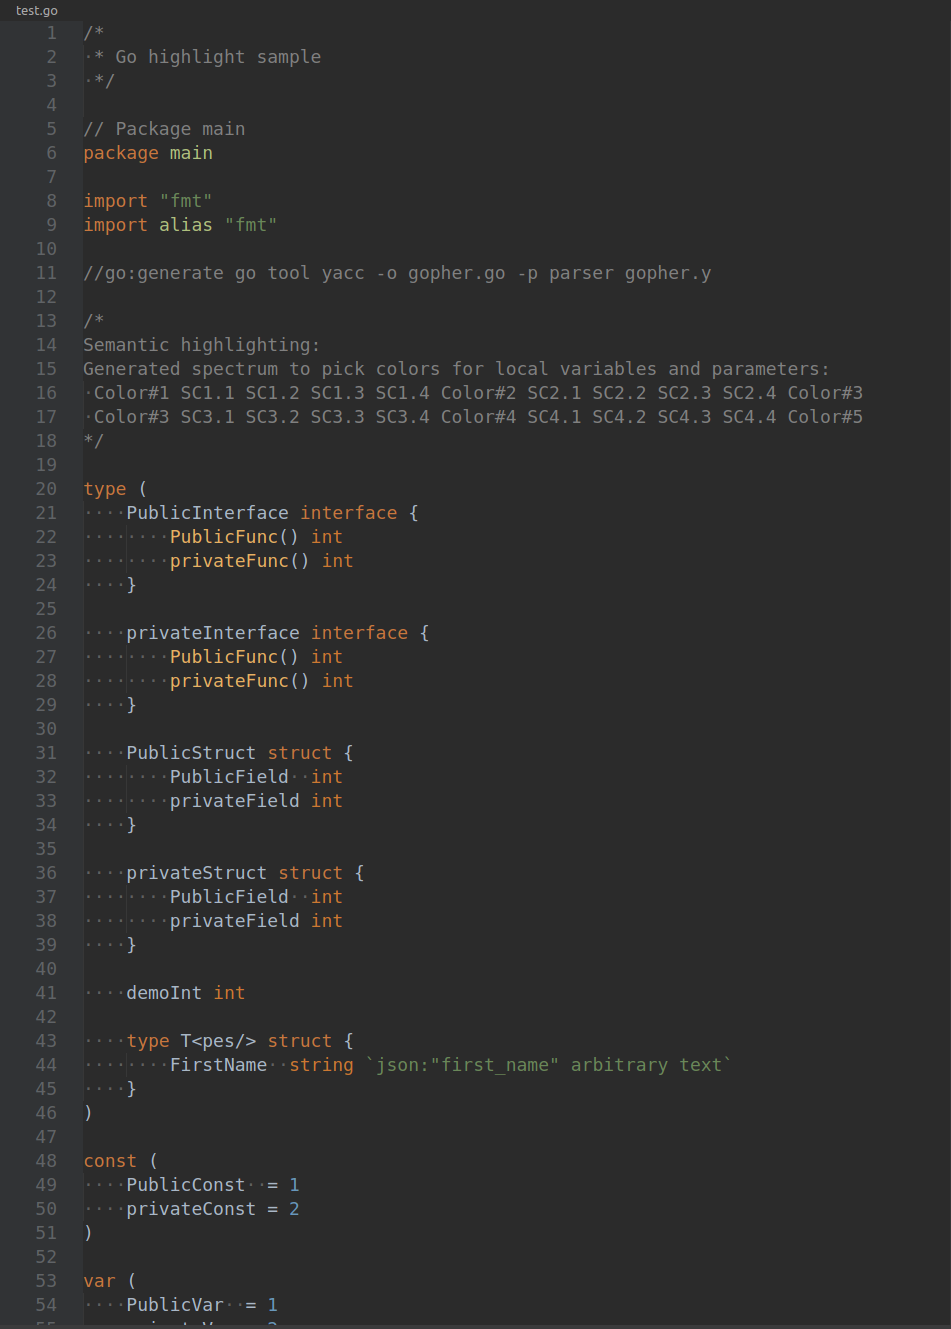 test.go
1 /*
2  * Go highlight sample
3  */
4
5 // Package main
6 package main
7
8 import "fmt"
9 import alias "fmt"
10
11 //go:generate go tool yacc -o gopher.go -p parser gopher.y
12
13 /*
14 Semantic highlighting:
15 Generated spectrum to pick colors for local variables and parameters:
16  Color#1 SC1.1 SC1.2 SC1.3 SC1.4 Color#2 SC2.1 SC2.2 SC2.3 SC2.4 Color#3
17  Color#3 SC3.1 SC3.2 SC3.3 SC3.4 Color#4 SC4.1 SC4.2 SC4.3 SC4.4 Color#5
18 */
19
20 type (
21     PublicInterface interface {
22         PublicFunc() int
23         privateFunc() int
24     }
25
26     privateInterface interface {
27         PublicFunc() int
28         privateFunc() int
29     }
30
31     PublicStruct struct {
32         PublicField  int
33         privateField int
34     }
35
36     privateStruct struct {
37         PublicField  int
38         privateField int
39     }
40
41     demoInt int
42
43     type T<pes/> struct {
44         FirstName  string `json:"first_name" arbitrary text`
45     }
46 )
47
48 const (
49     PublicConst  = 1
50     privateConst = 2
51 )
52
53 var (
54     PublicVar  = 1